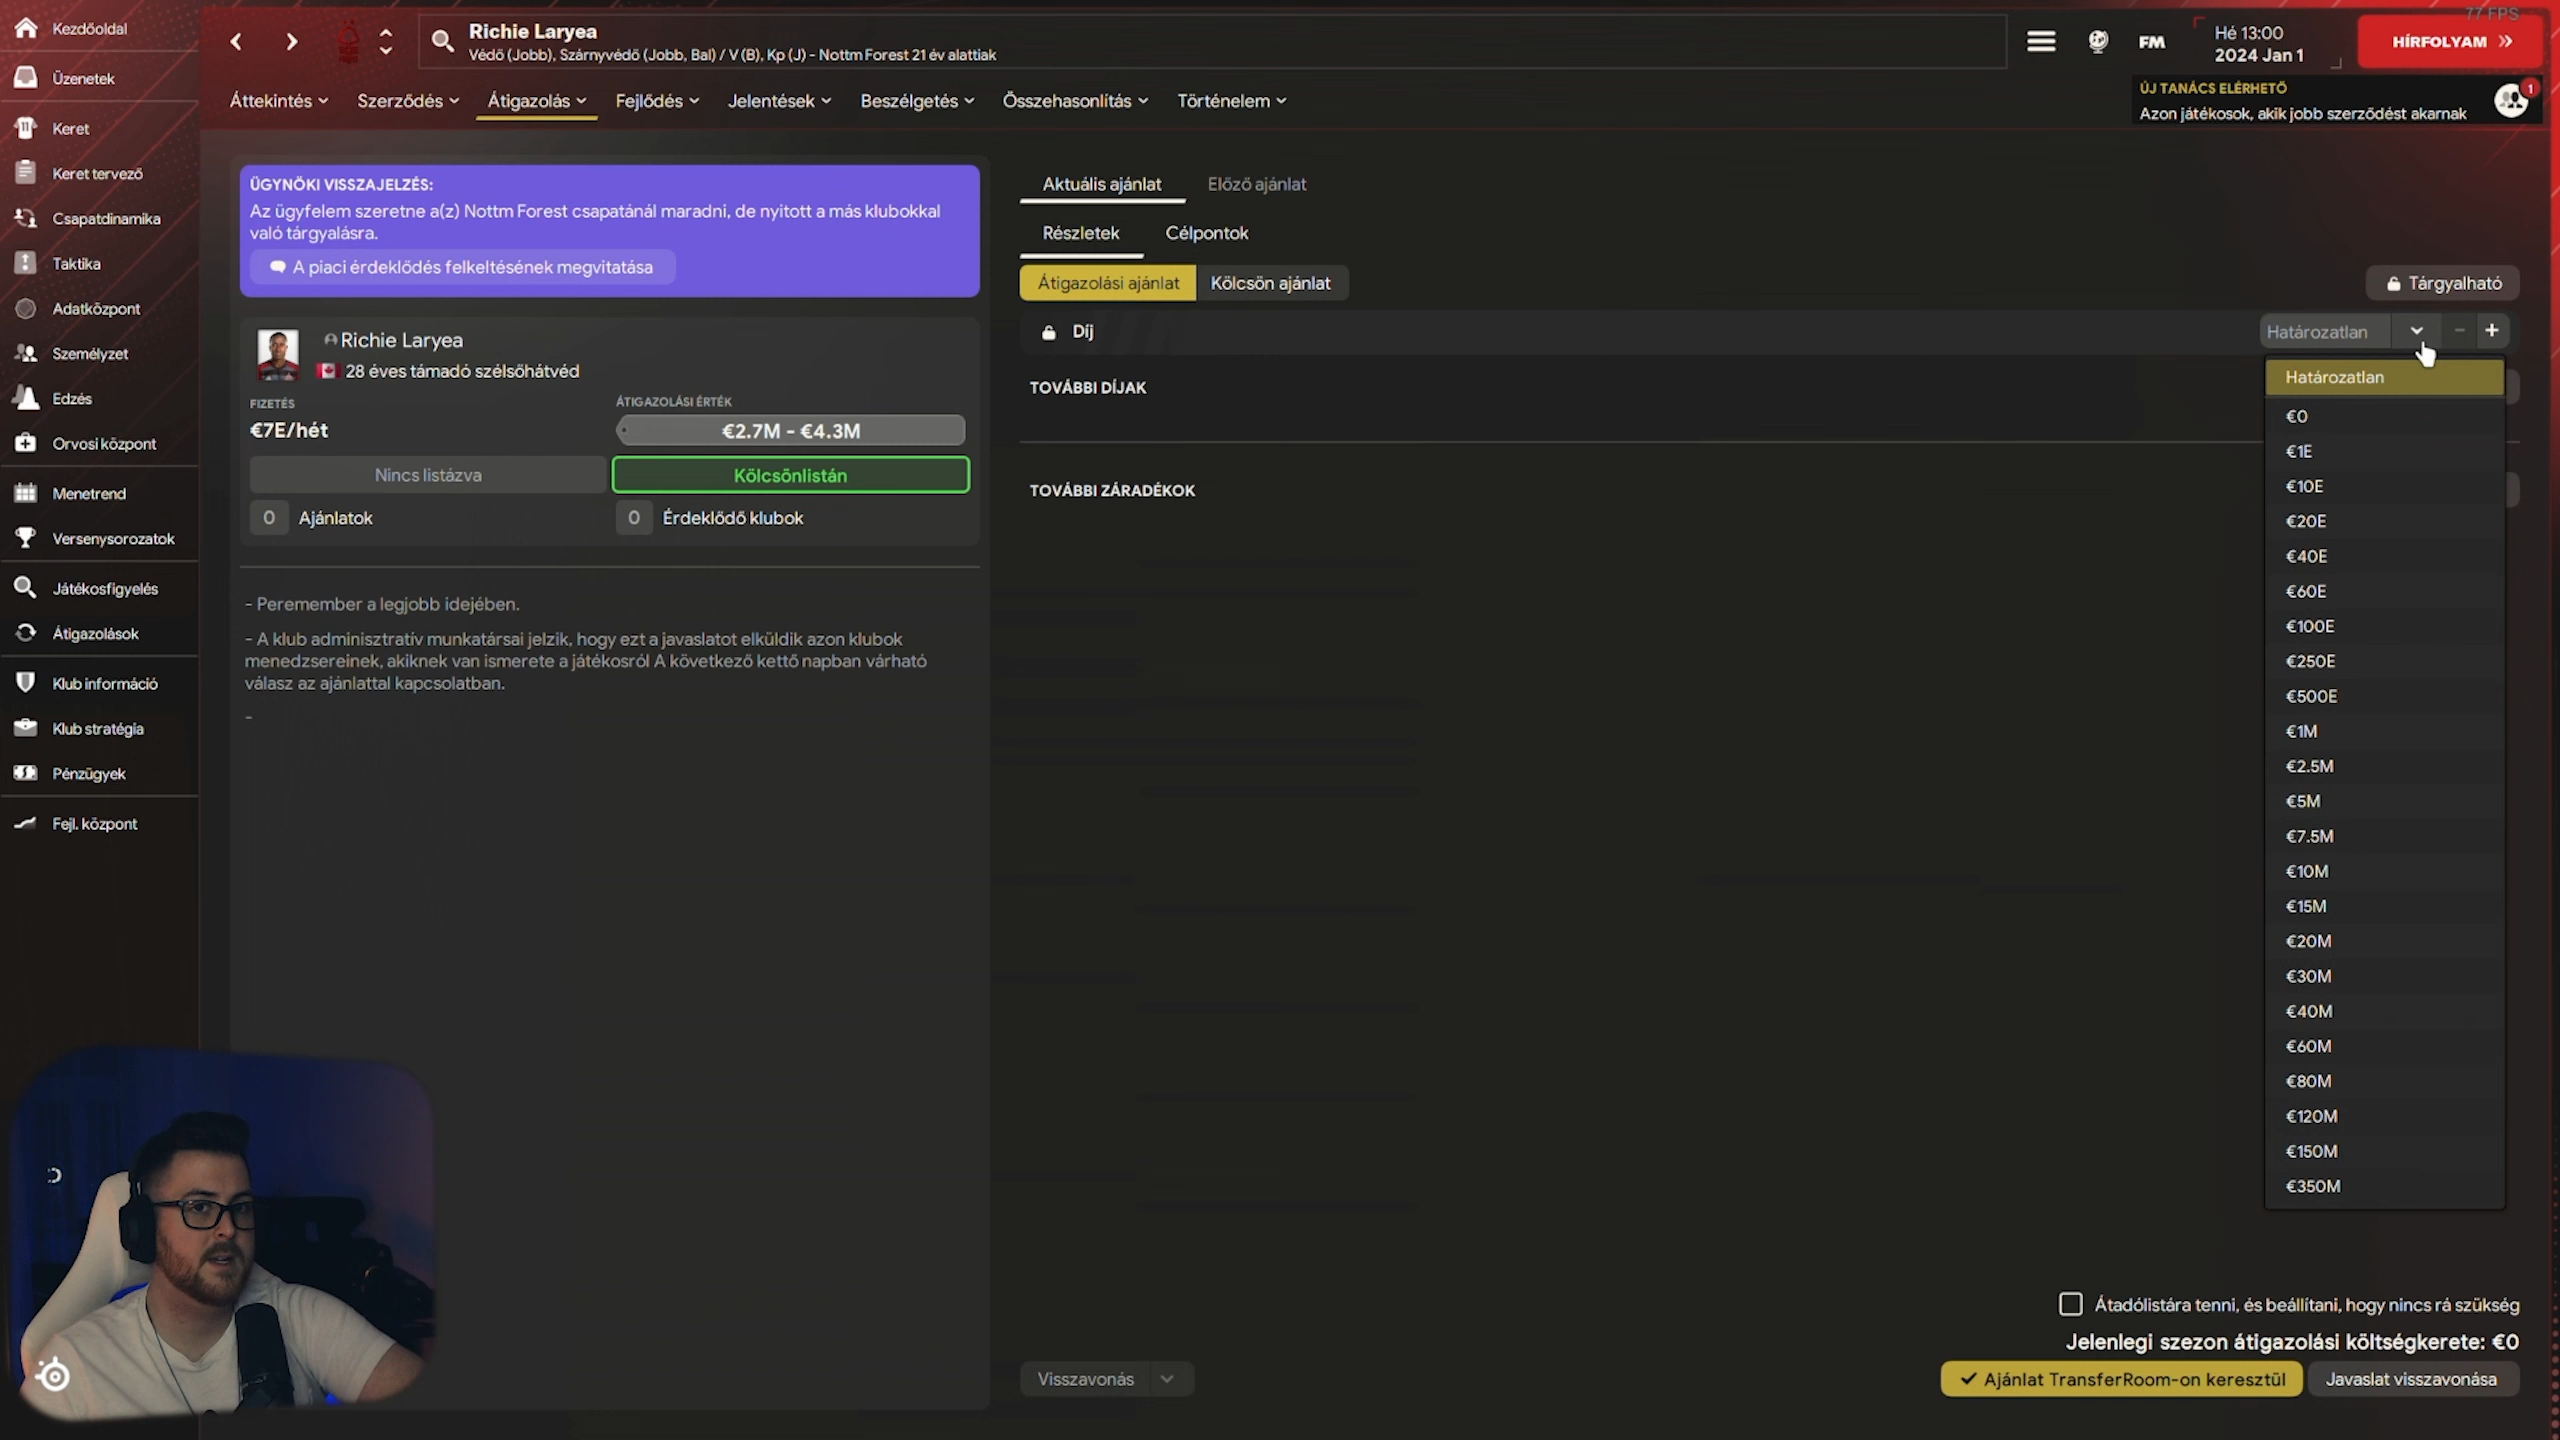 Kezdőoldal
Üzenetek
Keret
Keret tervező
Csapatdinamika
Taktika
Adatközpont
Személyzet
Edzés
Orvosi központ
Menetrend
Versenysorozatok
Játékosfigyelés
Átigazolások
Klub információ
Klub stratégia
Pénzügyek
Fejl. központ
Richie Laryea
Védő (Jobb), Szárnyvédő (Jobb, Bal) / V (B), Kp (J) - Nottm Forest 21 év alattiak
FM
Hé 13:00
2024 Jan 1
77 FPS
HÍRFOLYAM
Áttekintés
Szerződés
Átigazolás
Fejlődés
Jelentések
Beszélgetés
Összehasonlítás
Történelem
ÚJ TANÁCS ELÉRHETŐ
Azon játékosok, akik jobb szerződést akarnak
1
ÜGYNÖKI VISSZAJELZÉS:
Az ügyfelem szeretne a(z) Nottm Forest csapatánál maradni, de nyitott a más klubokkal
való tárgyalásra.
A piaci érdeklődés felkeltésének megvitatása
Richie Laryea
28 éves támadó szélsőhátvéd
FIZETÉS
€7E/hét
ÁTIGAZOLÁSI ÉRTÉK
€2.7M - €4.3M
Nincs listázva
Kölcsönlistán
0 Ajánlatok
0 Érdeklődő klubok
- Peremember a legjobb idejében.
- A klub adminisztratív munkatársai jelzik, hogy ezt a javaslatot elküldik azon klubok
menedzsereinek, akiknek van ismerete a játékosról A következő kettő napban várható
válasz az ajánlattal kapcsolatban.
-
Aktuális ajánlat
Előző ajánlat
Részletek
Célpontok
Átigazolási ajánlat
Kölcsön ajánlat
Tárgyalható
Díj
Határozatlan
TOVÁBBI DÍJAK
TOVÁBBI ZÁRADÉKOK
Határozatlan
€0
€1E
€10E
€20E
€40E
€60E
€100E
€250E
€500E
€1M
€2.5M
€5M
€7.5M
€10M
€15M
€20M
€30M
€40M
€60M
€80M
€120M
€150M
€350M
Átadólistára tenni, és beállítani, hogy nincs rá szükség
Jelenlegi szezon átigazolási költségkerete: €0
Visszavonás
Ajánlat TransferRoom-on keresztül
Javaslat visszavonása